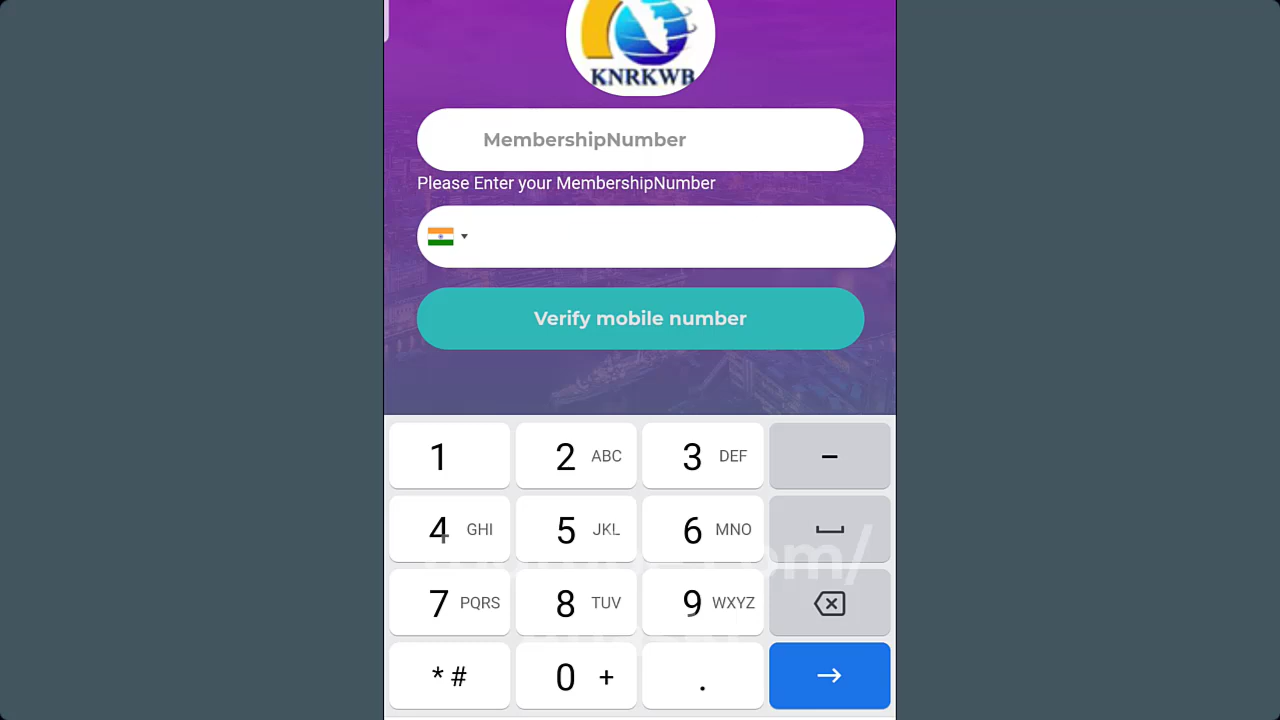 KNRKWB
MembershipNumber
Please Enter your MembershipNumber
Verify mobile number
1
2 ABC
3 DEF
-
4 GHI
5 JKL
6 MNO
7 PQRS
8 TUV
9 WXYZ
* #
0 +
.